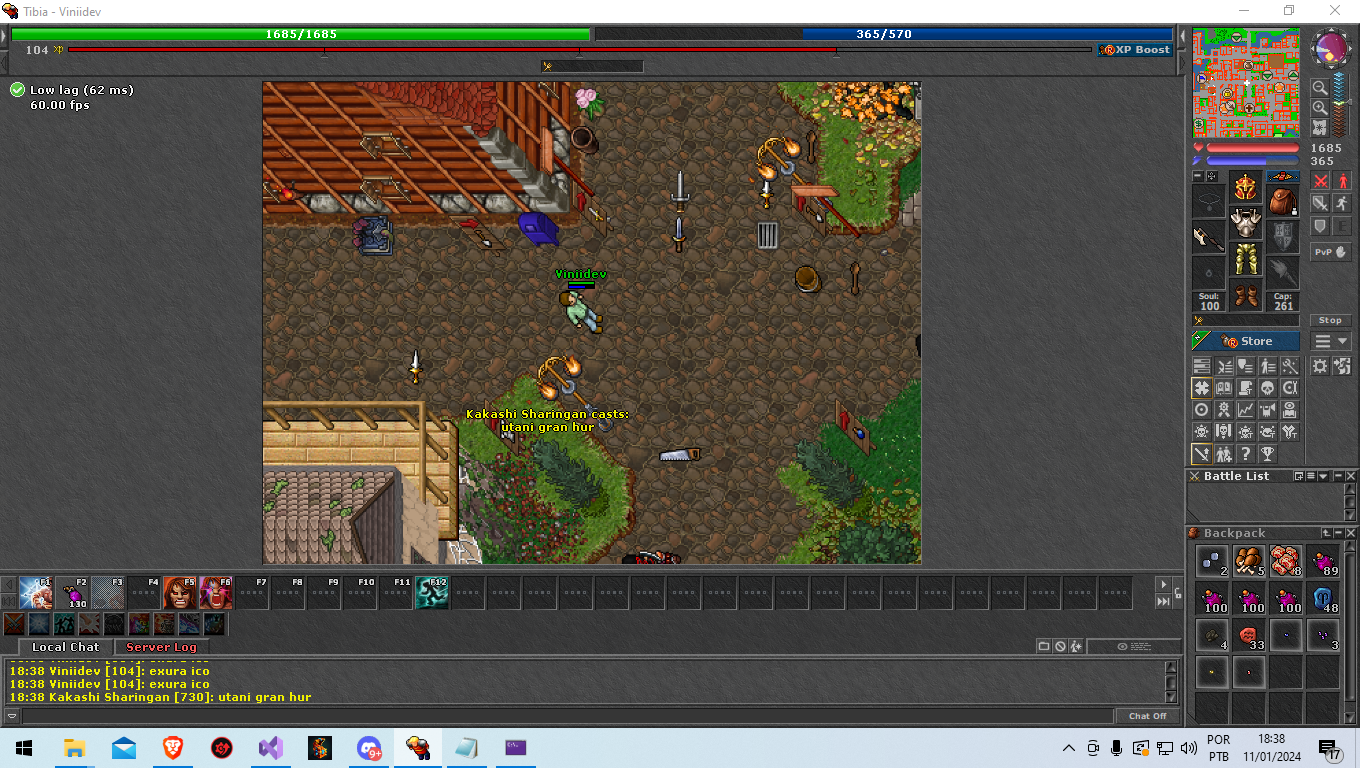 Tibia - Viniidev
1685/1685
365/570
104 XP
XP Boost
Low lag (62 ms)
60.00 fps
1685
365
Viniidev
PvP
Soul:
100
Cap:
261
Stop
Store
Kakashi Sharingan casts:
utani gran hur
Battle List
Backpack
2
5
8
89
100
100
100
48
4
33
3
F1
F2
130
F3
F4
F5
F6
F7
F8
F9
F10
F11
F12
Local Chat
Server Log
18:38 Viniidev [104]: exura ico
18:38 Viniidev [104]: exura ico
18:38 Kakashi Sharingan [730]: utani gran hur
Chat Off
9+
POR
PTB
18:38
11/01/2024
17